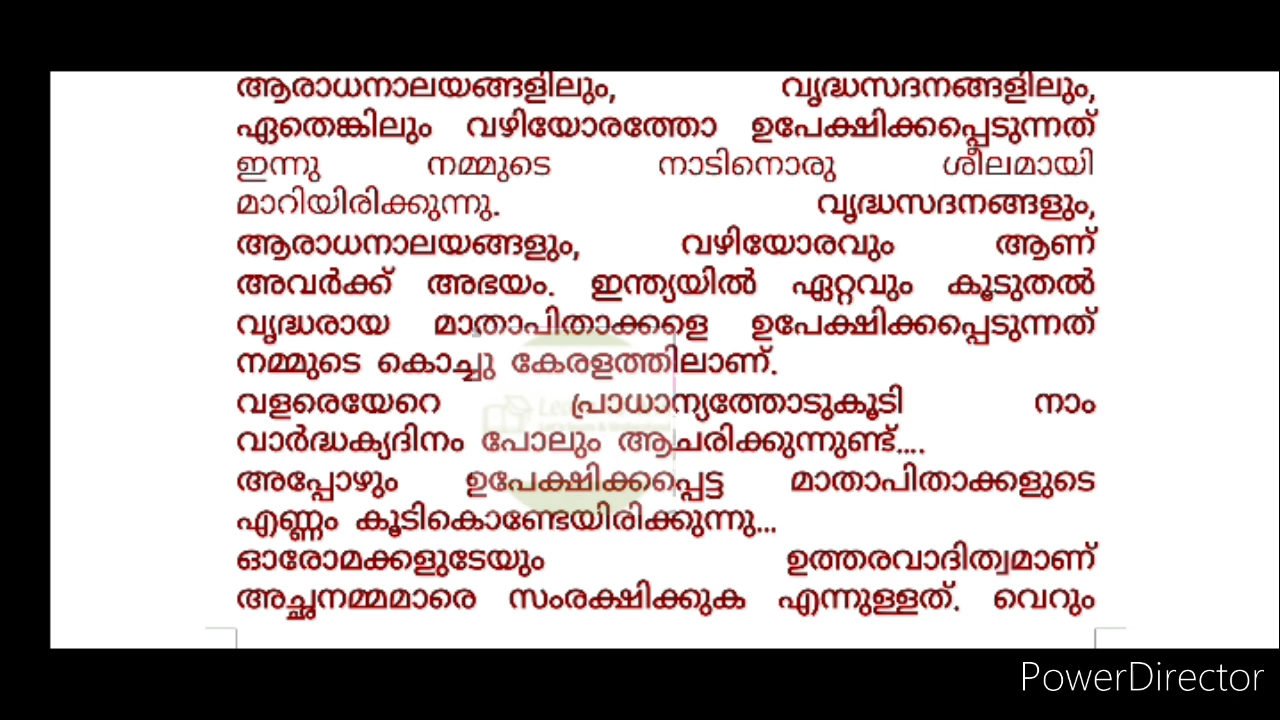 ആരാധനാലയങ്ങളിലും, വൃദ്ധസദനങ്ങളിലും,
ഏതെങ്കിലും വഴിയോരത്തോ ഉപേക്ഷിക്കപ്പെടുന്നത്
ഇന്നു നമ്മുടെ നാടിനൊരു ശീലമായി
മാറിയിരിക്കുന്നു. വൃദ്ധസദനങ്ങളും,
ആരാധനാലയങ്ങളും, വഴിയോരവും ആണ്
അവർക്ക് അഭയം. ഇന്ത്യയിൽ ഏറ്റവും കൂടുതൽ
വൃദ്ധരായ മാതാപിതാക്കളെ ഉപേക്ഷിക്കപ്പെടുന്നത്
നമ്മുടെ കൊച്ചു കേരളത്തിലാണ്.
വളരെയേറെ പ്രാധാന്യത്തോടുകൂടി നാം
വാർദ്ധക്യദിനം പോലും ആചരിക്കുന്നുണ്ട്....
അപ്പോഴും ഉപേക്ഷിക്കപ്പെട്ട മാതാപിതാക്കളുടെ
എണ്ണം കൂടികൊണ്ടേയിരിക്കുന്നു...
ഓരോമക്കളുടേയും ഉത്തരവാദിത്വമാണ്
അച്ഛനമ്മമാരെ സംരക്ഷിക്കുക എന്നുള്ളത്. വെറും
PowerDirector